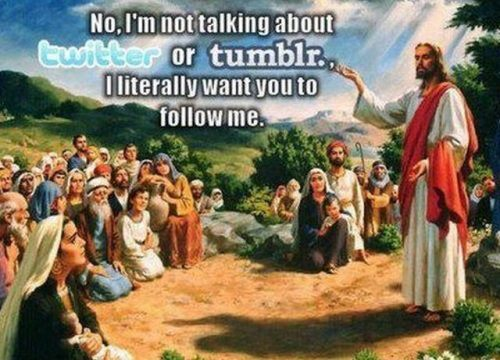 No, I'm not talking about
twitter or tumblr.,
I literally want you to
follow me.